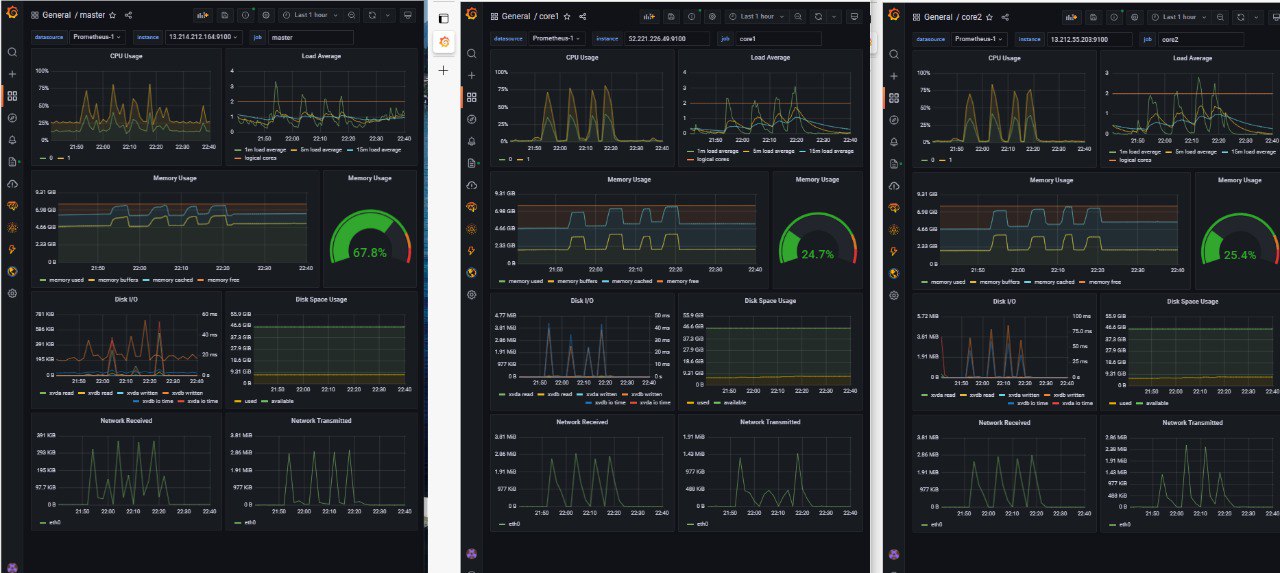 General / master
Last 1 hour
datasource Prometheus-1 instance 13.214.212.164:9100 job master
CPU Usage
100%
75%
50%
25%
0%
21:50 22:00 22:10 22:20 22:30 22:40
0 1
Load Average
4
3
2
1
0
21:50 22:00 22:10 22:20 22:30 22:40
1m load average 5m load average 15m load average
logical cores
Memory Usage
9.31 GiB
6.98 GiB
4.66 GiB
2.33 GiB
0 B
21:50 22:00 22:10 22:20 22:30 22:40
memory used memory buffers memory cached memory free
Memory Usage
67.8%
Disk I/O
781 KiB
586 KiB
391 KiB
195 KiB
0 B
60 ms
40 ms
20 ms
0 s
21:50 22:00 22:10 22:20 22:30 22:40
xvda read xvdb read xvda written xvdb written
xvdb io time xvda io time
Disk Space Usage
55.9 GiB
46.6 GiB
37.3 GiB
27.9 GiB
18.6 GiB
9.31 GiB
0 B
21:50 22:00 22:10 22:20 22:30 22:40
used available
Network Received
391 KiB
293 KiB
195 KiB
97.7 KiB
0 B
21:50 22:00 22:10 22:20 22:30 22:40
eth0
Network Transmitted
3.81 MiB
2.86 MiB
1.91 MiB
977 KiB
0 B
21:50 22:00 22:10 22:20 22:30 22:40
eth0
General / core1
Last 1 hour
datasource Prometheus-1 instance 52.221.226.49:9100 job core1
CPU Usage
100%
75%
50%
25%
0%
21:50 22:00 22:10 22:20 22:30 22:40
0 1
Load Average
4
3
2
1
0
21:50 22:00 22:10 22:20 22:30 22:40
1m load average 5m load average 15m load average
logical cores
Memory Usage
9.31 GiB
6.98 GiB
4.66 GiB
2.33 GiB
0 B
21:50 22:00 22:10 22:20 22:30 22:40
memory used memory buffers memory cached memory free
Memory Usage
24.7%
Disk I/O
4.77 MiB
3.81 MiB
2.86 MiB
1.91 MiB
977 KiB
0 B
50 ms
40 ms
30 ms
20 ms
10 ms
0 s
21:50 22:00 22:10 22:20 22:30 22:40
xvda read xvdb read xvda written xvdb written
xvdb io time xvda io time
Disk Space Usage
55.9 GiB
46.6 GiB
37.3 GiB
27.9 GiB
18.6 GiB
9.31 GiB
0 B
21:50 22:00 22:10 22:20 22:30 22:40
used available
Network Received
3.81 MiB
2.86 MiB
1.91 MiB
977 KiB
0 B
21:50 22:00 22:10 22:20 22:30 22:40
eth0
Network Transmitted
1.91 MiB
1.43 MiB
977 KiB
488 KiB
0 B
21:50 22:00 22:10 22:20 22:30 22:40
eth0
General / core2
Last 1 hour
datasource Prometheus-1 instance 13.212.55.203:9100 job core2
CPU Usage
100%
75%
50%
25%
0%
21:50 22:00 22:10 22:20 22:30 22:40
0 1
Load Average
3
2
1
0
21:50 22:00 22:10 22:20 22:30 22:40
1m load average 5m load average 15m load average
logical cores
Memory Usage
9.31 GiB
6.98 GiB
4.66 GiB
2.33 GiB
0 B
21:50 22:00 22:10 22:20 22:30 22:40
memory used memory buffers memory cached memory free
Memory Usage
25.4%
Disk I/O
5.72 MiB
3.81 MiB
1.91 MiB
0 B
100 ms
75 ms
50 ms
25 ms
0 s
21:50 22:00 22:10 22:20 22:30 22:40
xvda read xvdb read xvda written xvdb written
xvdb io time xvda io time
Disk Space Usage
55.9 GiB
46.6 GiB
37.3 GiB
27.9 GiB
18.6 GiB
9.31 GiB
0 B
21:50 22:00 22:10 22:20 22:30 22:40
used available
Network Received
3.81 MiB
2.86 MiB
1.91 MiB
977 KiB
0 B
21:50 22:00 22:10 22:20 22:30 22:40
eth0
Network Transmitted
2.86 MiB
2.38 MiB
1.91 MiB
1.43 MiB
977 KiB
488 KiB
0 B
21:50 22:00 22:10 22:20 22:30 22:40
eth0